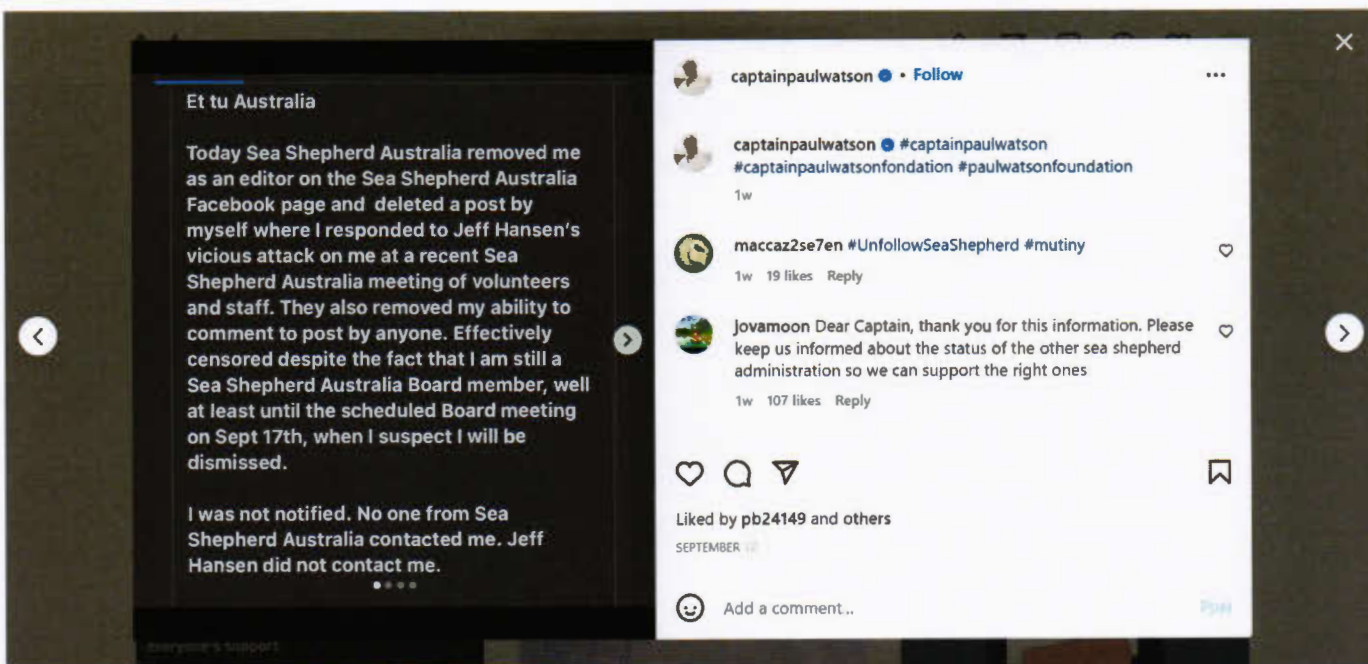 Et tu Australia
Today Sea Shepherd Australia removed me
as an editor on the Sea Shepherd Australia
Facebook page and deleted a post by
myself where I responded to Jeff Hansen's
vicious attack on me at a recent Sea
Shepherd Australia meeting of volunteers
and staff. They also removed my ability to
comment to post by anyone. Effectively
censored despite the fact that I am still a
Sea Shepherd Australia Board member, well
at least until the scheduled Board meeting
on Sept 17th, when I suspect I will be
dismissed.
I was not notified. No one from Sea
Shepherd Australia contacted me. Jeff
Hansen did not contact me.
everyone's support
captainpaulwatson • Follow
captainpaulwatson #captainpaulwatson
#captainpaulwatsonfondation #paulwatsonfoundation
1w
maccaz2se7en #UnfollowSeaShepherd #mutiny
1w 19 likes Reply
Jovamoon Dear Captain, thank you for this information. Please
keep us informed about the status of the other sea shepherd
administration so we can support the right ones
1w 107 likes Reply
Liked by pb24149 and others
SEPTEMBER
Add a comment...
Post